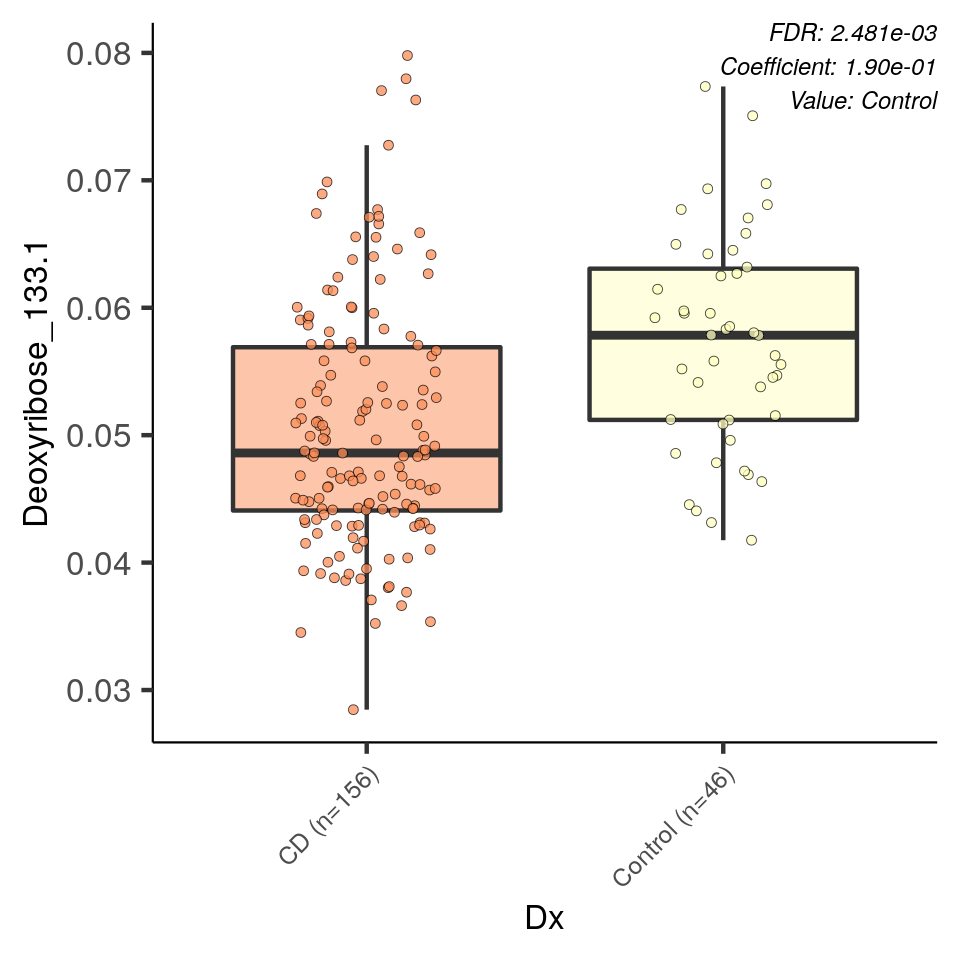 FDR: 2.481e-03
Coefficient: 1.90e-01
Value: Control
0.08
0.07
0.06
0.05
0.04
0.03
Deoxyribose_133.1
CD (n=156)
Control (n=46)
Dx